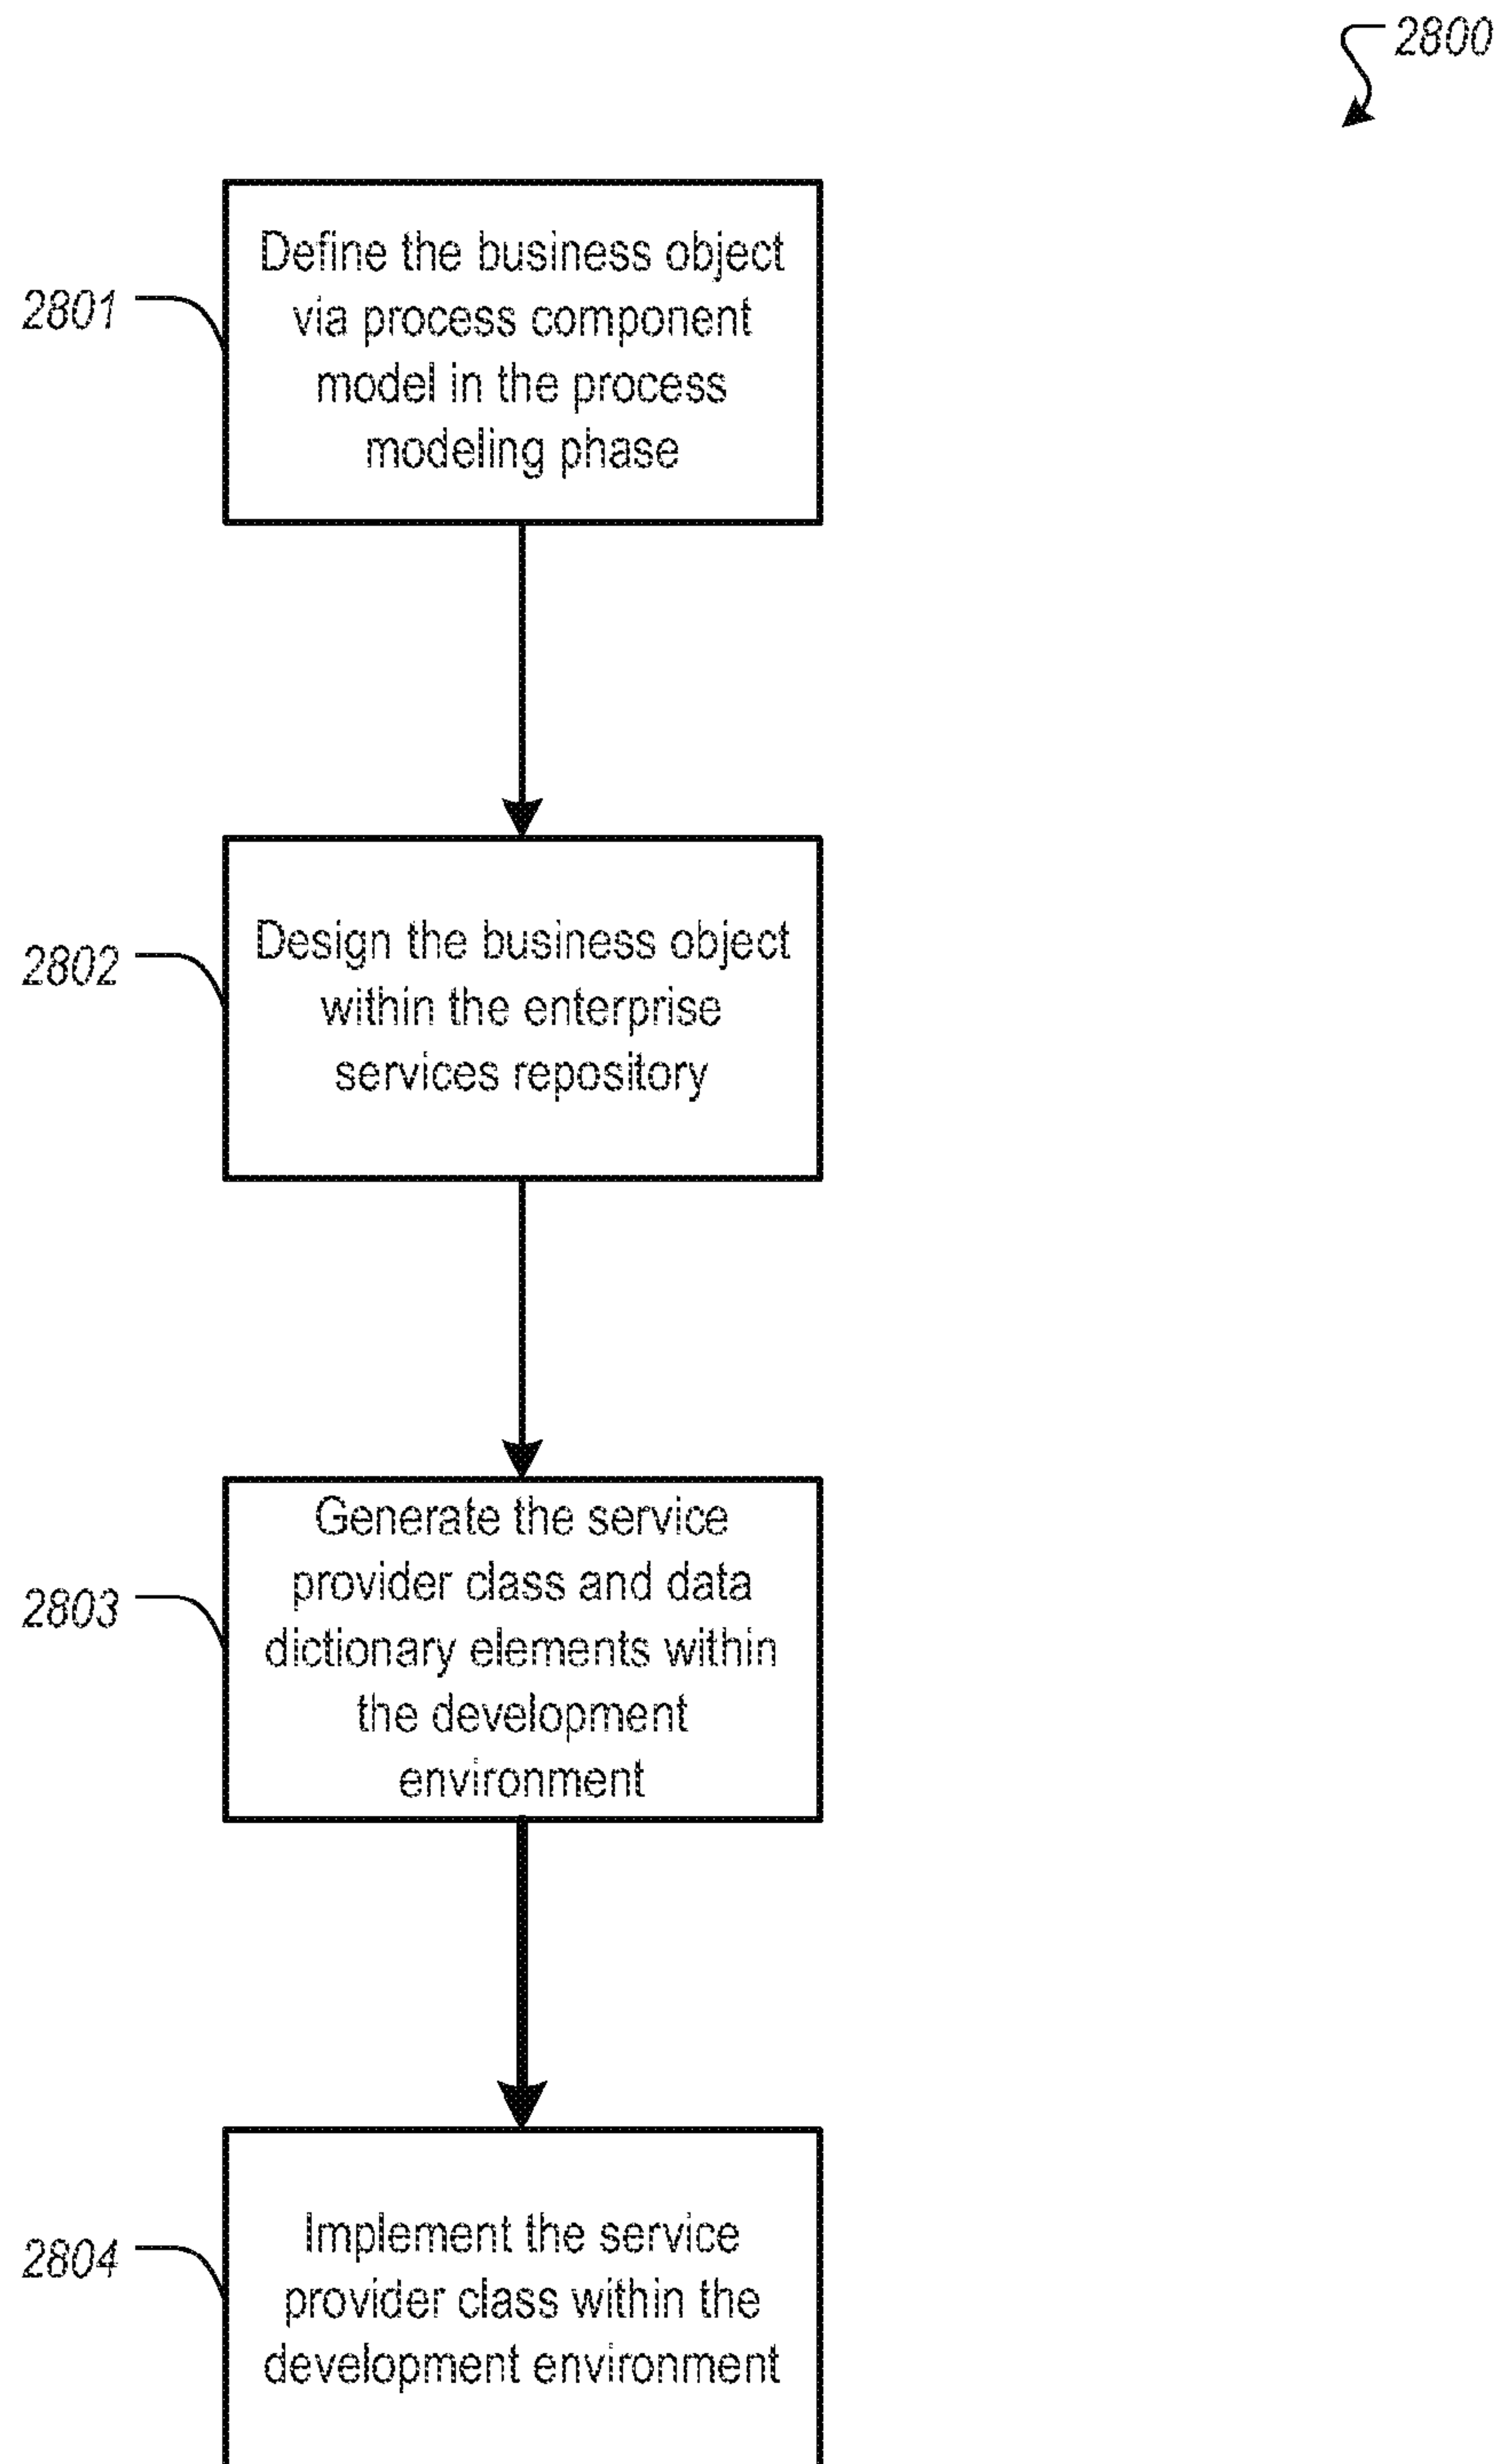 2800
2801
Define the business object
via process component
model in the process
modeling phase
2802
Design the business object
within the enterprise
services repository
2803
Generate the service
provider class and data
dictionary elements within
the development
environment
2804
Implement the service
provider class within the
development environment